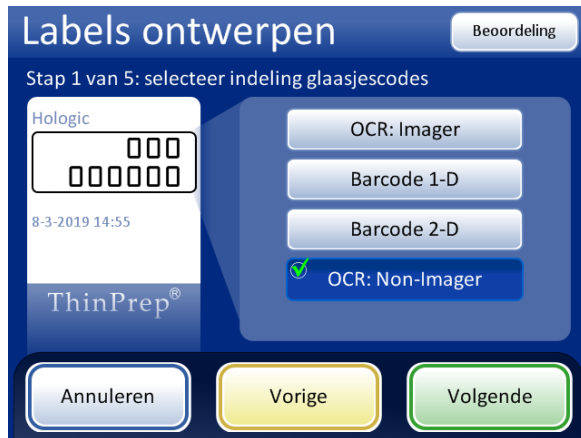 Labels ontwerpen
Beoordeling
Stap 1 van 5: selecteer indeling glaasjescodes
Hologic
000
000000
8-3-2019 14:55
ThinPrep®
OCR: Imager
Barcode 1-D
Barcode 2-D
OCR: Non-Imager
Annuleren
Vorige
Volgende